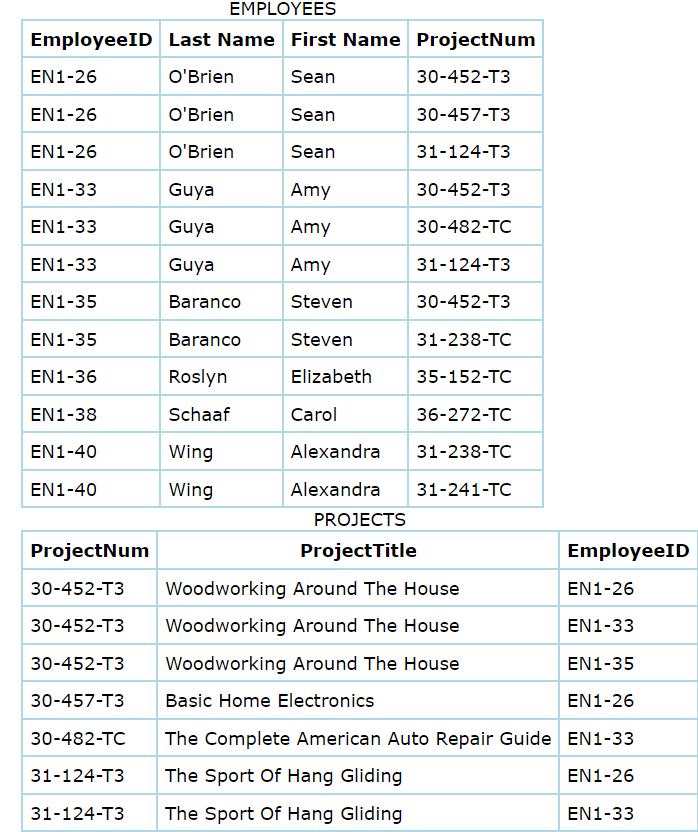 EMPLOYEES
EmployeeID Last Name First Name ProjectNum
EN1-26 O'Brien Sean 30-452-T3
EN1-26 O'Brien Sean 30-457-T3
EN1-26 O'Brien Sean 31-124-T3
EN1-33 Guya Amy 30-452-T3
EN1-33 Guya Amy 30-482-TC
EN1-33 Guya Amy 31-124-T3
EN1-35 Baranco Steven 30-452-T3
EN1-35 Baranco Steven 31-238-TC
EN1-36 Roslyn Elizabeth 35-152-TC
EN1-38 Schaaf Carol 36-272-TC
EN1-40 Wing Alexandra 31-238-TC
EN1-40 Wing Alexandra 31-241-TC
PROJECTS
ProjectNum ProjectTitle EmployeeID
30-452-T3 Woodworking Around The House EN1-26
30-452-T3 Woodworking Around The House EN1-33
30-452-T3 Woodworking Around The House EN1-35
30-457-T3 Basic Home Electronics EN1-26
30-482-TC The Complete American Auto Repair Guide EN1-33
31-124-T3 The Sport Of Hang Gliding EN1-26
31-124-T3 The Sport Of Hang Gliding EN1-33